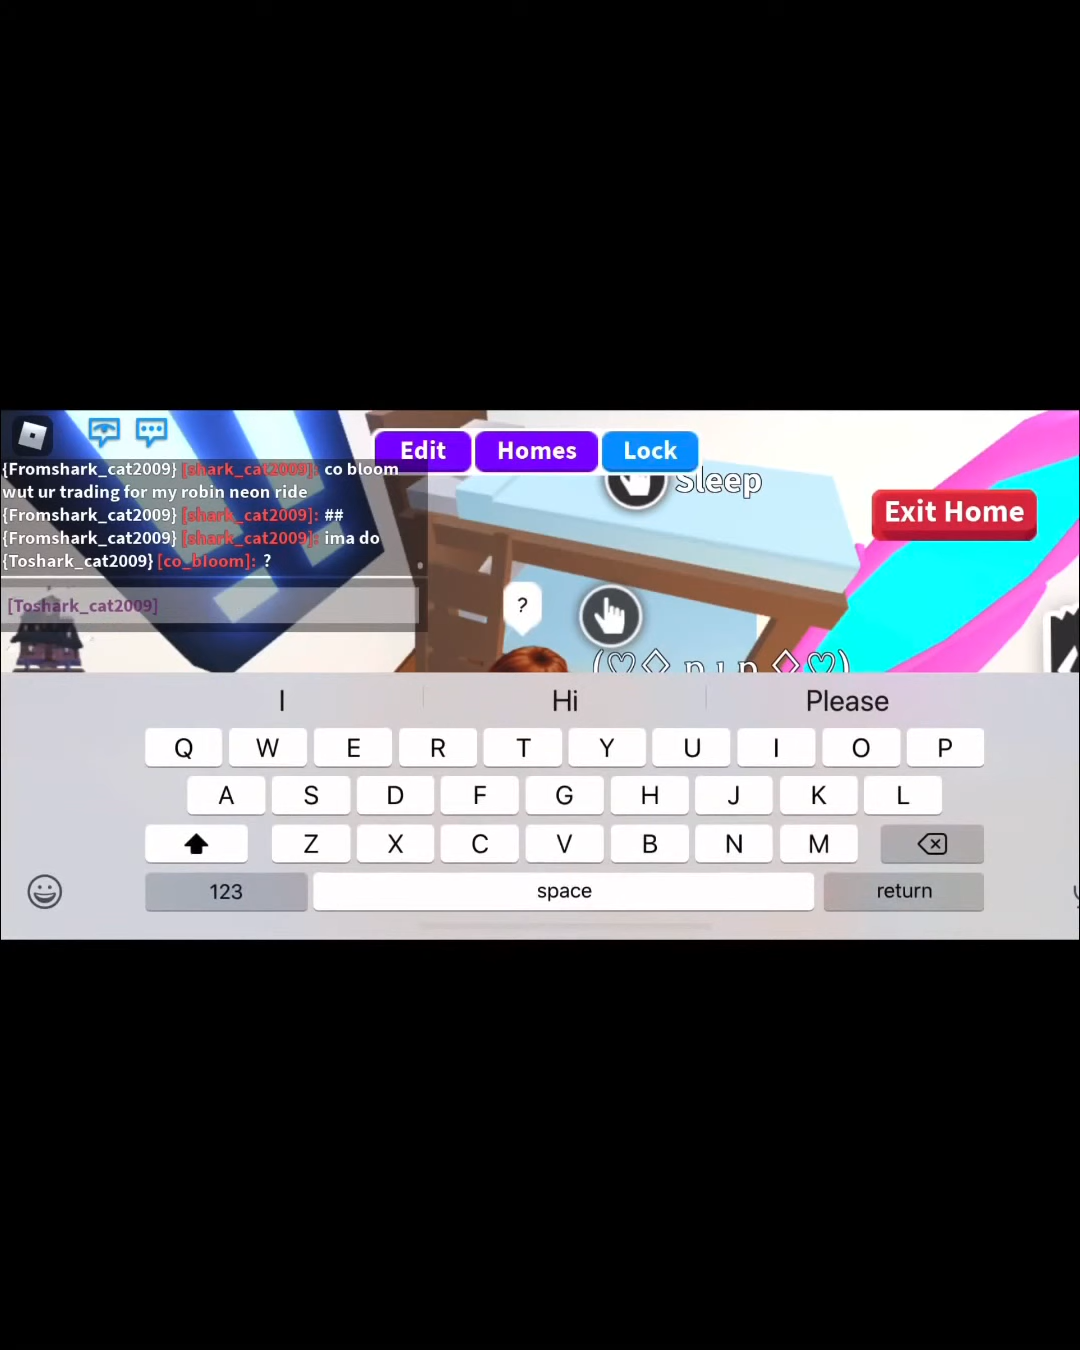 Edit Homes Lock
{Fromshark_cat2009} [shark_cat2009]: co bloom
wut ur trading for my robin neon ride
{Fromshark_cat2009} [shark_cat2009]: ##
{Fromshark_cat2009} [shark_cat2009]: ima do
{Toshark_cat2009} [co_bloom]: ?
[Toshark_cat2009]
Sleep
Exit Home
?
I Hi Please
Q W E R T Y U I O P
A S D F G H J K L
Z X C V B N M
123 space return